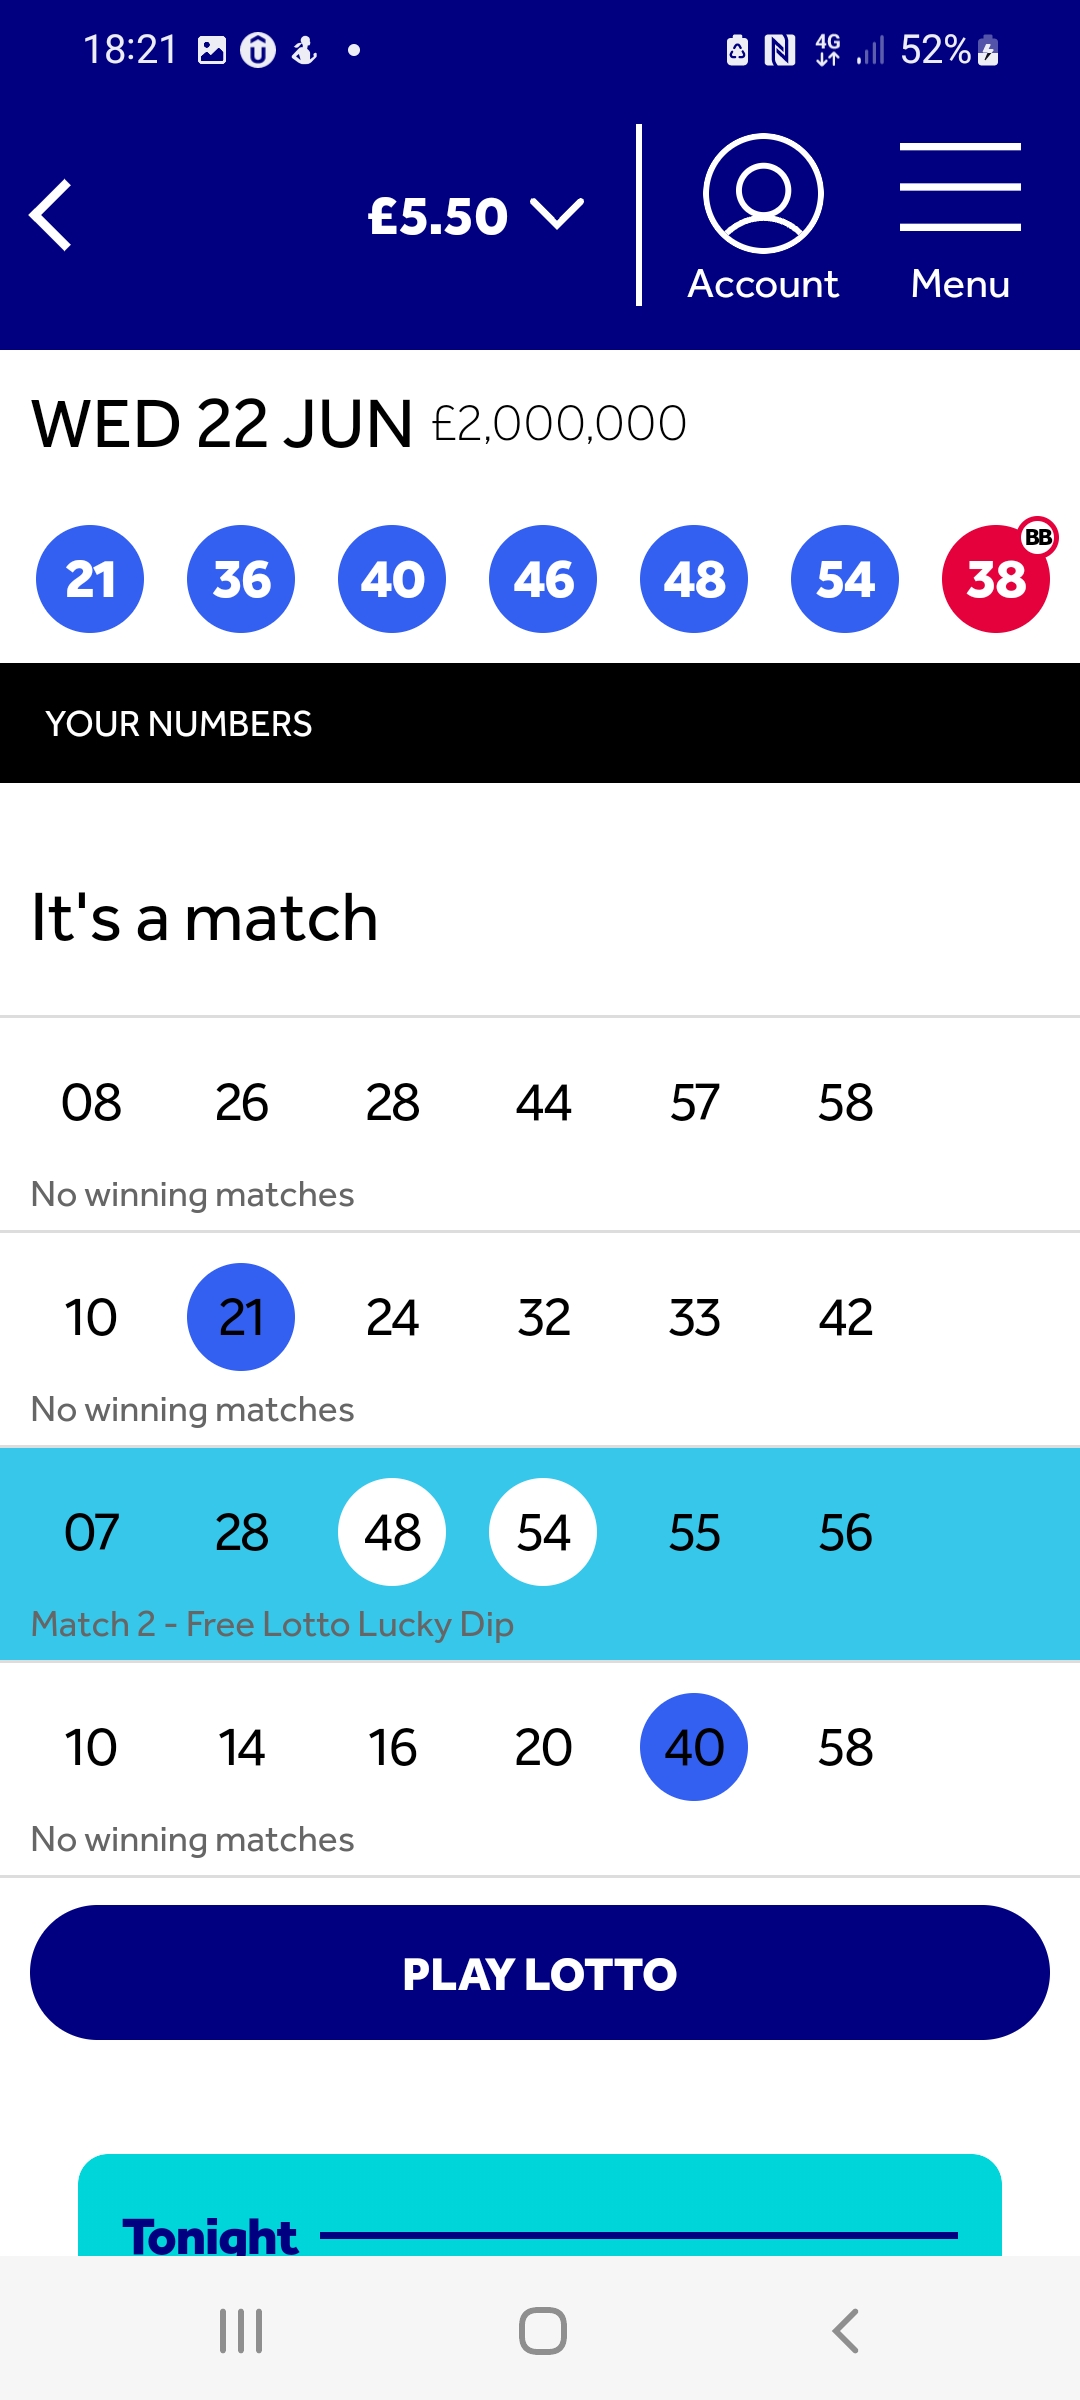 18:21 4G 52%
£5.50
Account Menu
WED 22 JUN £2,000,000
BB
21 36 40 46 48 54 38
YOUR NUMBERS
It's a match
08 26 28 44 57 58
No winning matches
10 21 24 32 33 42
No winning matches
07 28 48 54 55 56
Match 2 - Free Lotto Lucky Dip
10 14 16 20 40 58
No winning matches
PLAY LOTTO
Tonight